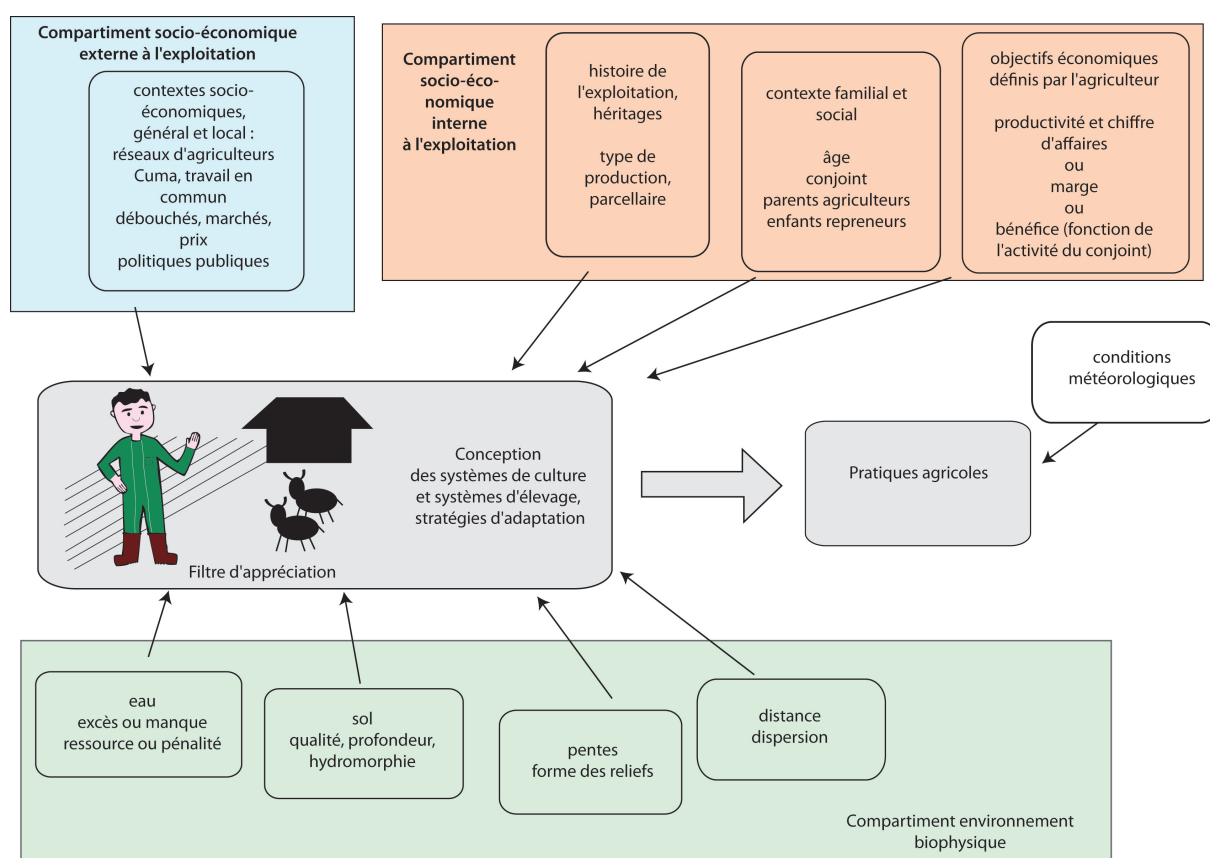 Compartiment socio-économique
externe à l'exploitation
contextes socio-
économiques,
général et local :
réseaux d'agriculteurs
Cuma, travail en
commun
débouchés, marchés,
prix
politiques publiques
Compartiment
socio-éco-
nomique
interne
à l'exploitation
histoire de
l'exploitation,
héritages
type de
production,
parcellaire
contexte familial et
social
âge
conjoint
parents agriculteurs
enfants repreneurs
objectifs économiques
définis par l'agriculteur
productivité et chiffre
d'affaires
ou
marge
ou
bénéfice (fonction de
l'activité du conjoint)
conditions
météorologiques
Conception
des systèmes de culture
et systèmes d'élevage,
stratégies d'adaptation
Filtre d'appréciation
Pratiques agricoles
eau
excès ou manque
ressource ou pénalité
sol
qualité, profondeur,
hydromorphie
pentes
forme des reliefs
distance
dispersion
Compartiment environnement
biophysique